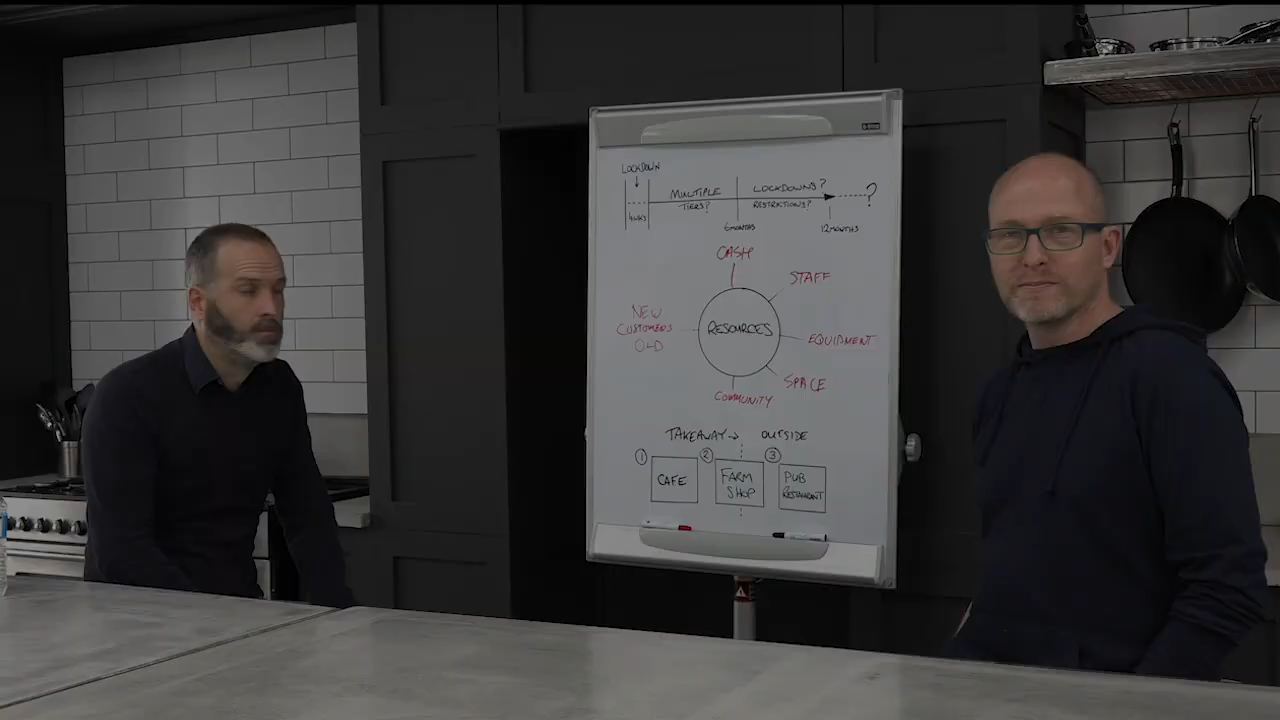 LOCKDOWN
4WKS
MULTIPLE
TIERS?
LOCKDOWNS?
RESTRICTIONS?
?
6MONTHS
12MONTHS
CASH
STAFF
NEW
CUSTOMERS
OLD
RESOURCES
EQUIPMENT
SPACE
COMMUNITY
TAKEAWAY → OUTSIDE
1 2 3
CAFE
FARM
SHOP
PUB
RESTAURANT